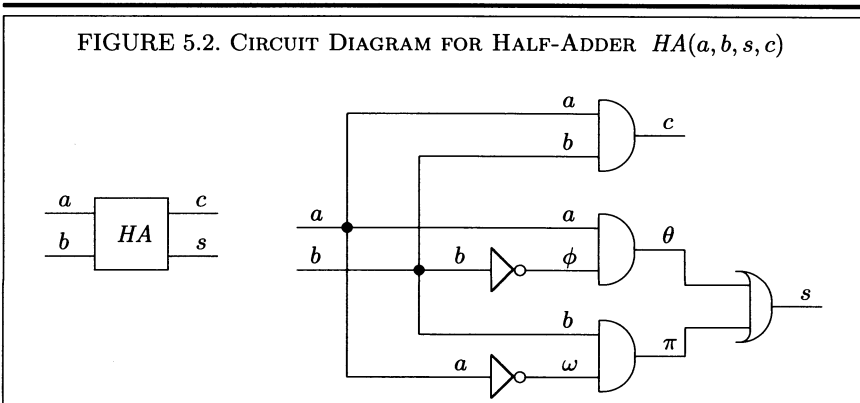 FIGURE 5.2. CIRCUIT DIAGRAM FOR HALF-ADDER HA(a, b, s, c)
a
c
b
HA
s
a
b
c
a
b
a
b
ϕ
θ
b
a
ω
π
s